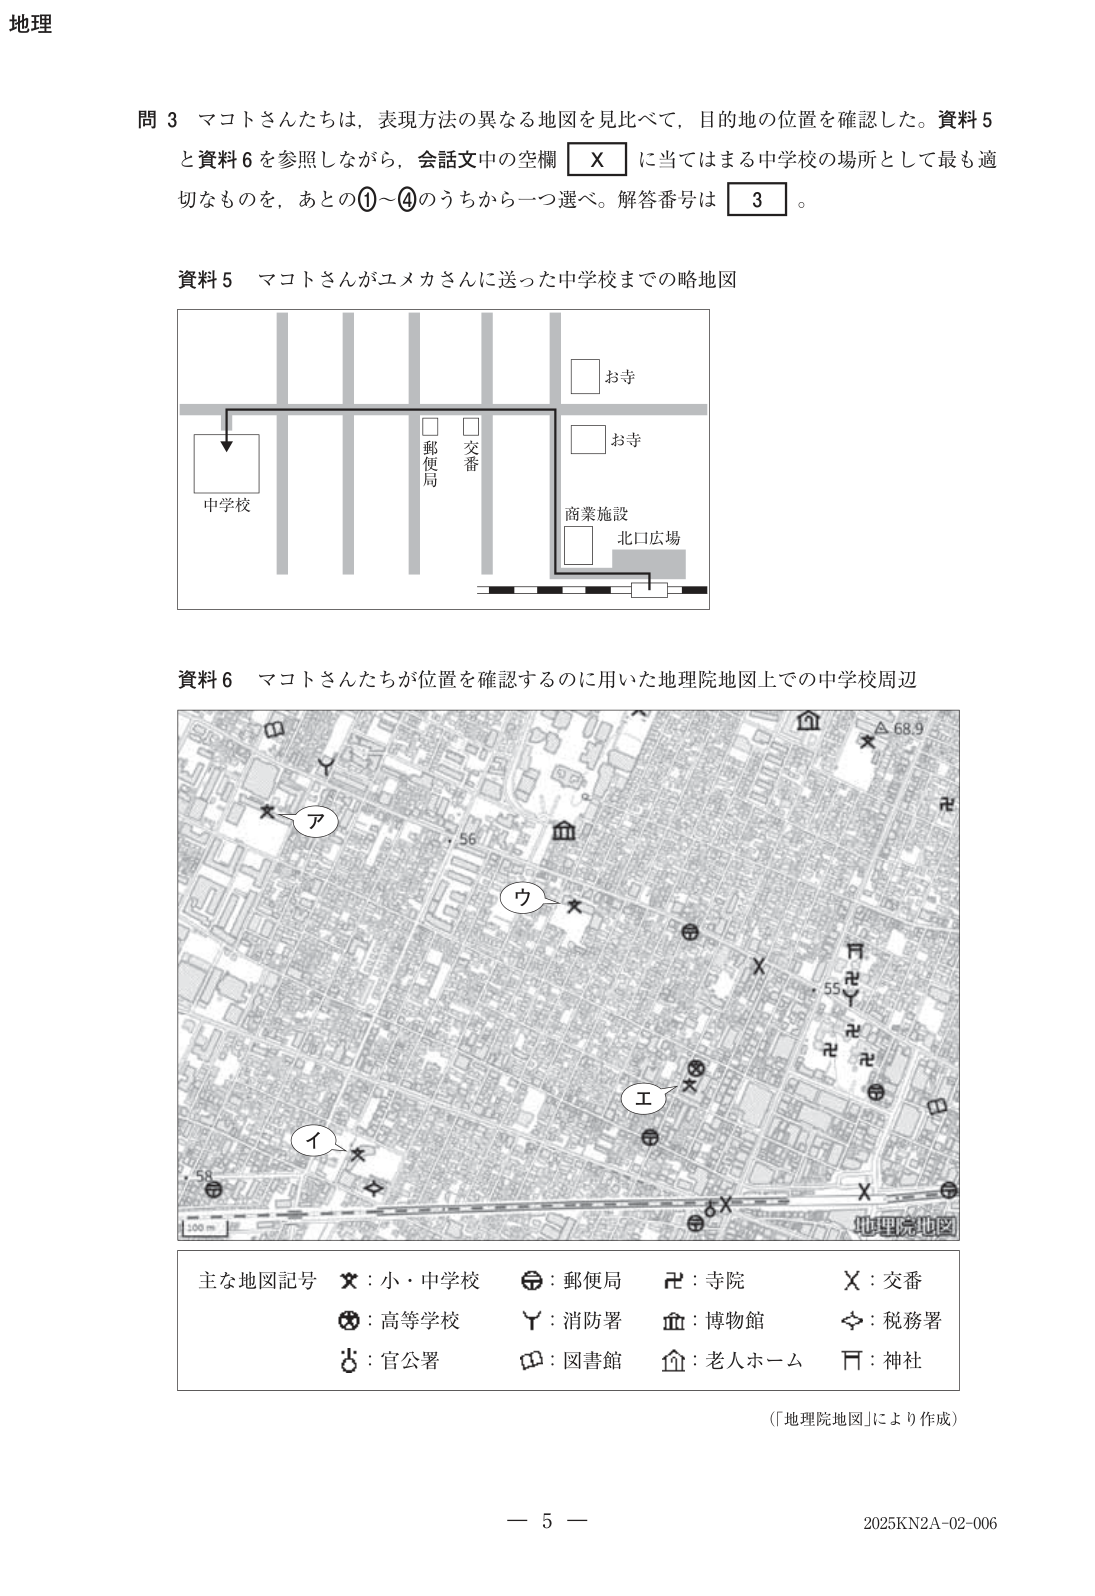 地理
問 3 マコトさんたちは，表現方法の異なる地図を見比べて，目的地の位置を確認した。資料5
と資料6を参照しながら，会話文中の空欄 X に当てはまる中学校の場所として最も適
切なものを，あとの①～④のうちから一つ選べ。解答番号は 3 。
資料5 マコトさんがユメカさんに送った中学校までの略地図
お寺
お寺
郵便局
交番
中学校
商業施設
北口広場
資料6 マコトさんたちが位置を確認するのに用いた地理院地図上での中学校周辺
68.9
ア
56
ウ
55
エ
イ
58
100 m
地理院地図
主な地図記号 ：小・中学校 ：郵便局 ：寺院 ：交番
：高等学校 ：消防署 ：博物館 ：税務署
：官公署 ：図書館 ：老人ホーム ：神社
（「地理院地図」により作成）
— 5 —
2025KN2A-02-006